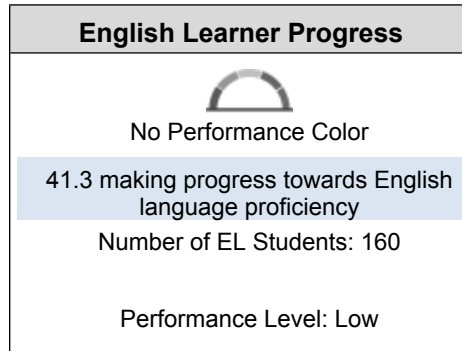 English Learner Progress
No Performance Color
41.3 making progress towards English
language proficiency
Number of EL Students: 160
Performance Level: Low